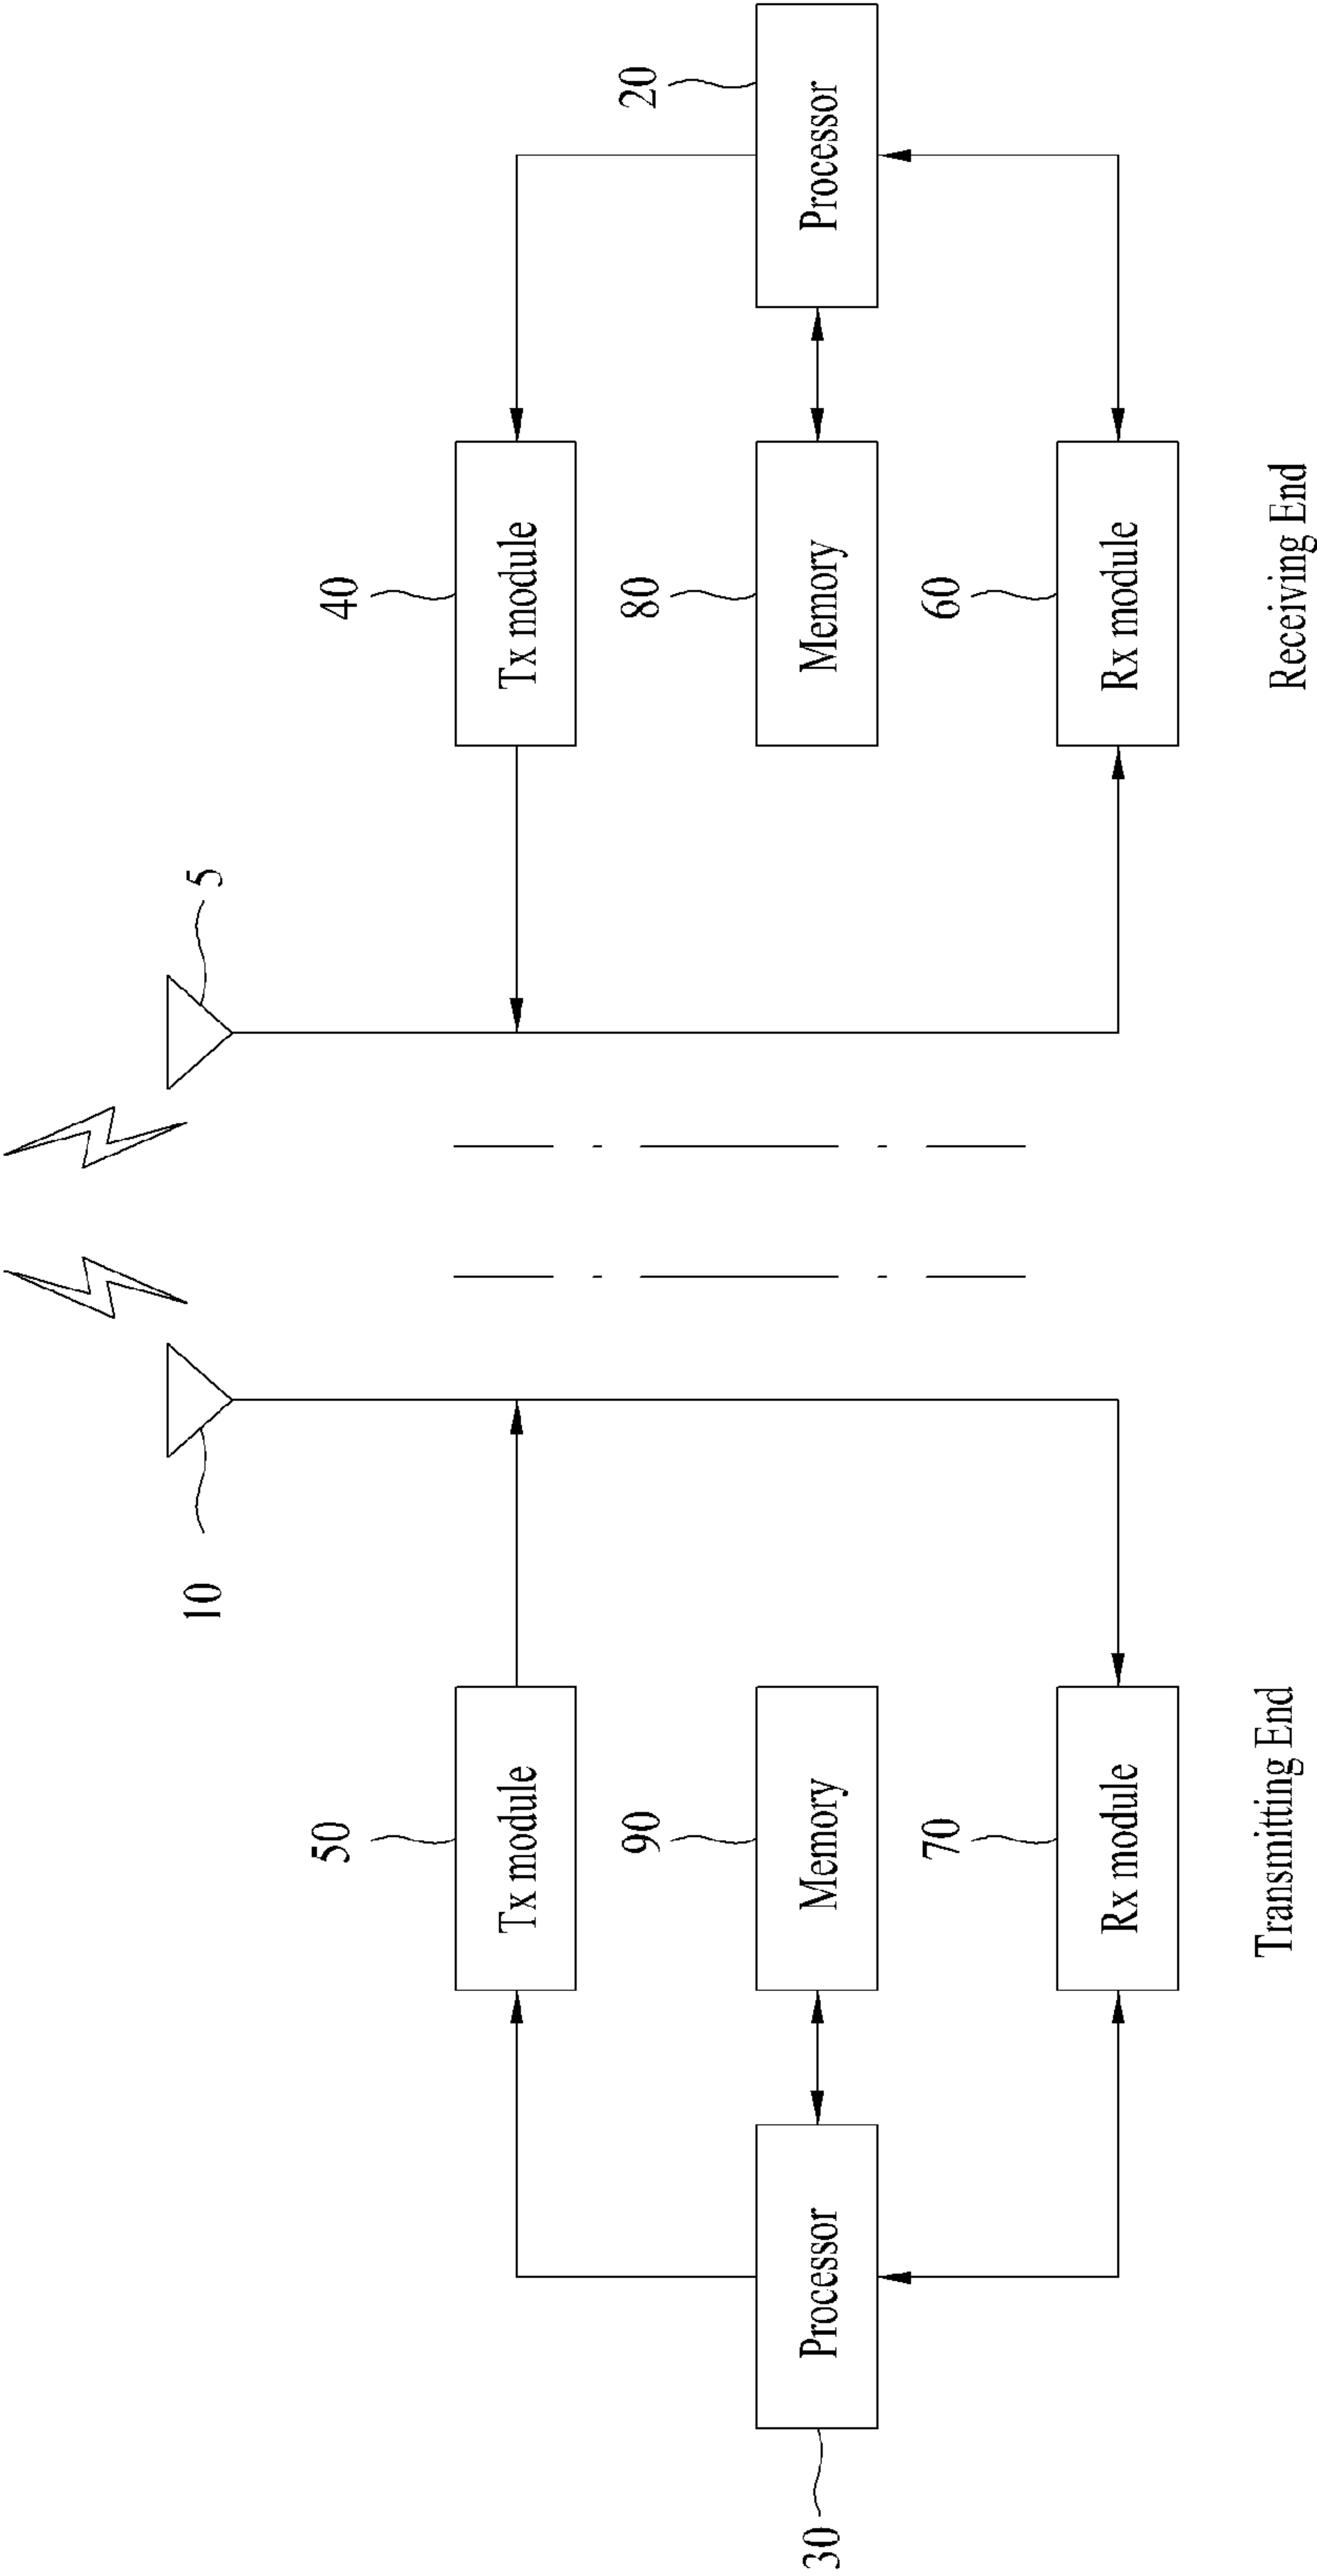 10
5
50
40
Tx module
Tx module
90
80
20
30
Processor
Memory
Memory
Processor
70
60
Rx module
Rx module
Transmitting End
Receiving End